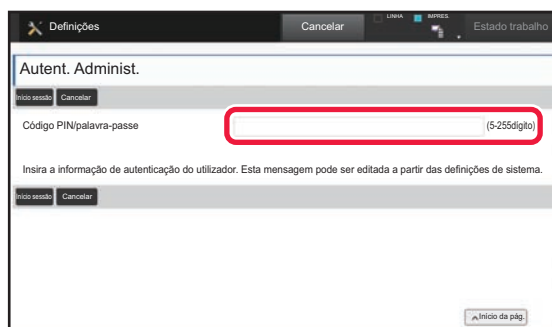 Definições Cancelar LINHA IMPRES. Estado trabalho
Autent. Administ.
Início sessão Cancelar
Código PIN/palavra-passe (5-255dígito)
Insira a informação de autenticação do utilizador. Esta mensagem pode ser editada a partir das definições de sistema.
Início sessão Cancelar
Início da pág.